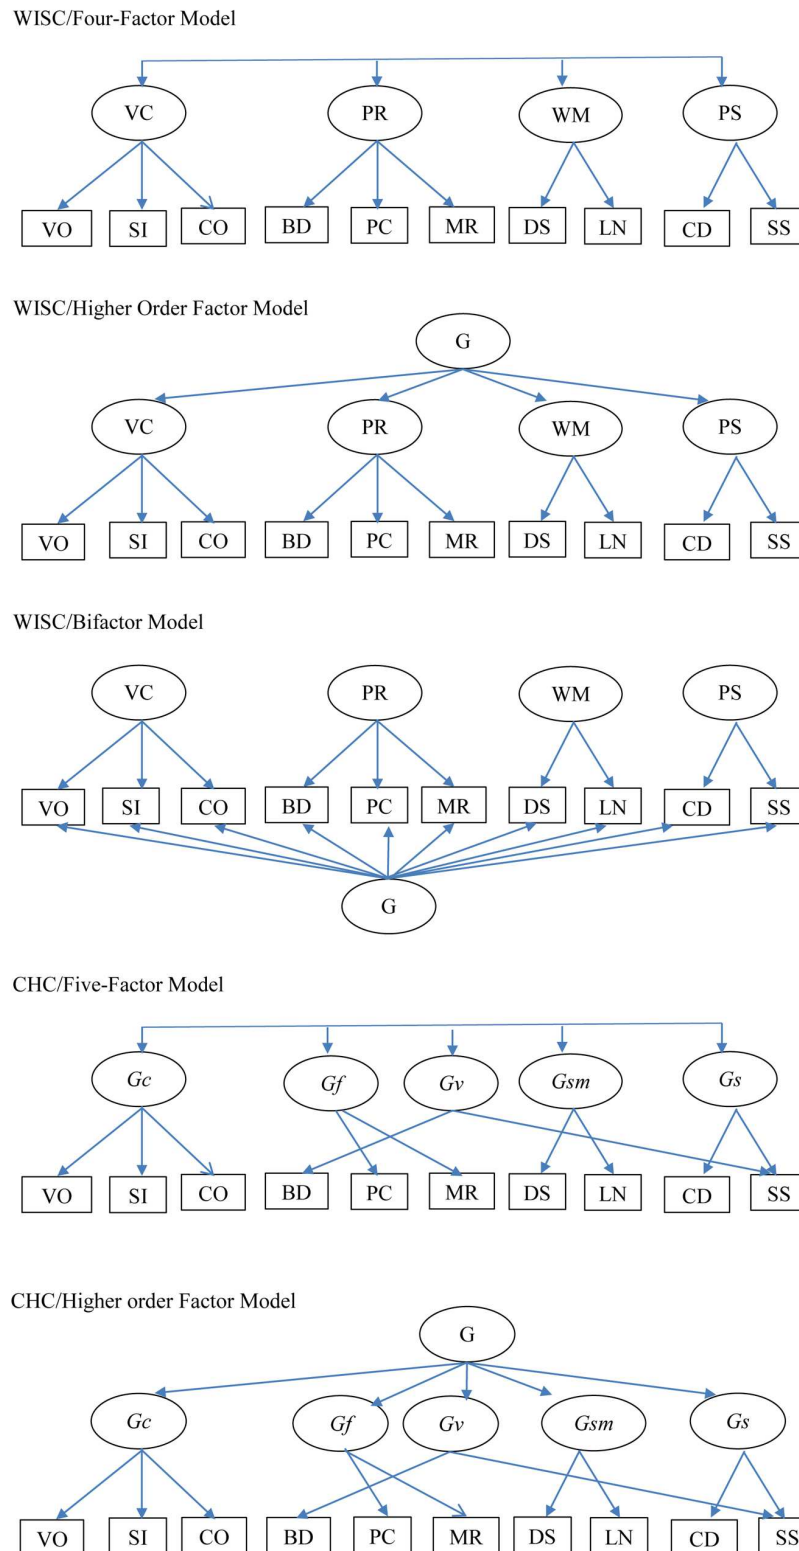 WISC/Four-Factor Model
VC PR WM PS
VO SI CO BD PC MR DS LN CD SS
WISC/Higher Order Factor Model
G
VC PR WM PS
VO SI CO BD PC MR DS LN CD SS
WISC/Bifactor Model
VC PR WM PS
VO SI CO BD PC MR DS LN CD SS
G
CHC/Five-Factor Model
Gc Gf Gv Gsm Gs
VO SI CO BD PC MR DS LN CD SS
CHC/Higher order Factor Model
G
Gc Gf Gv Gsm Gs
VO SI CO BD PC MR DS LN CD SS